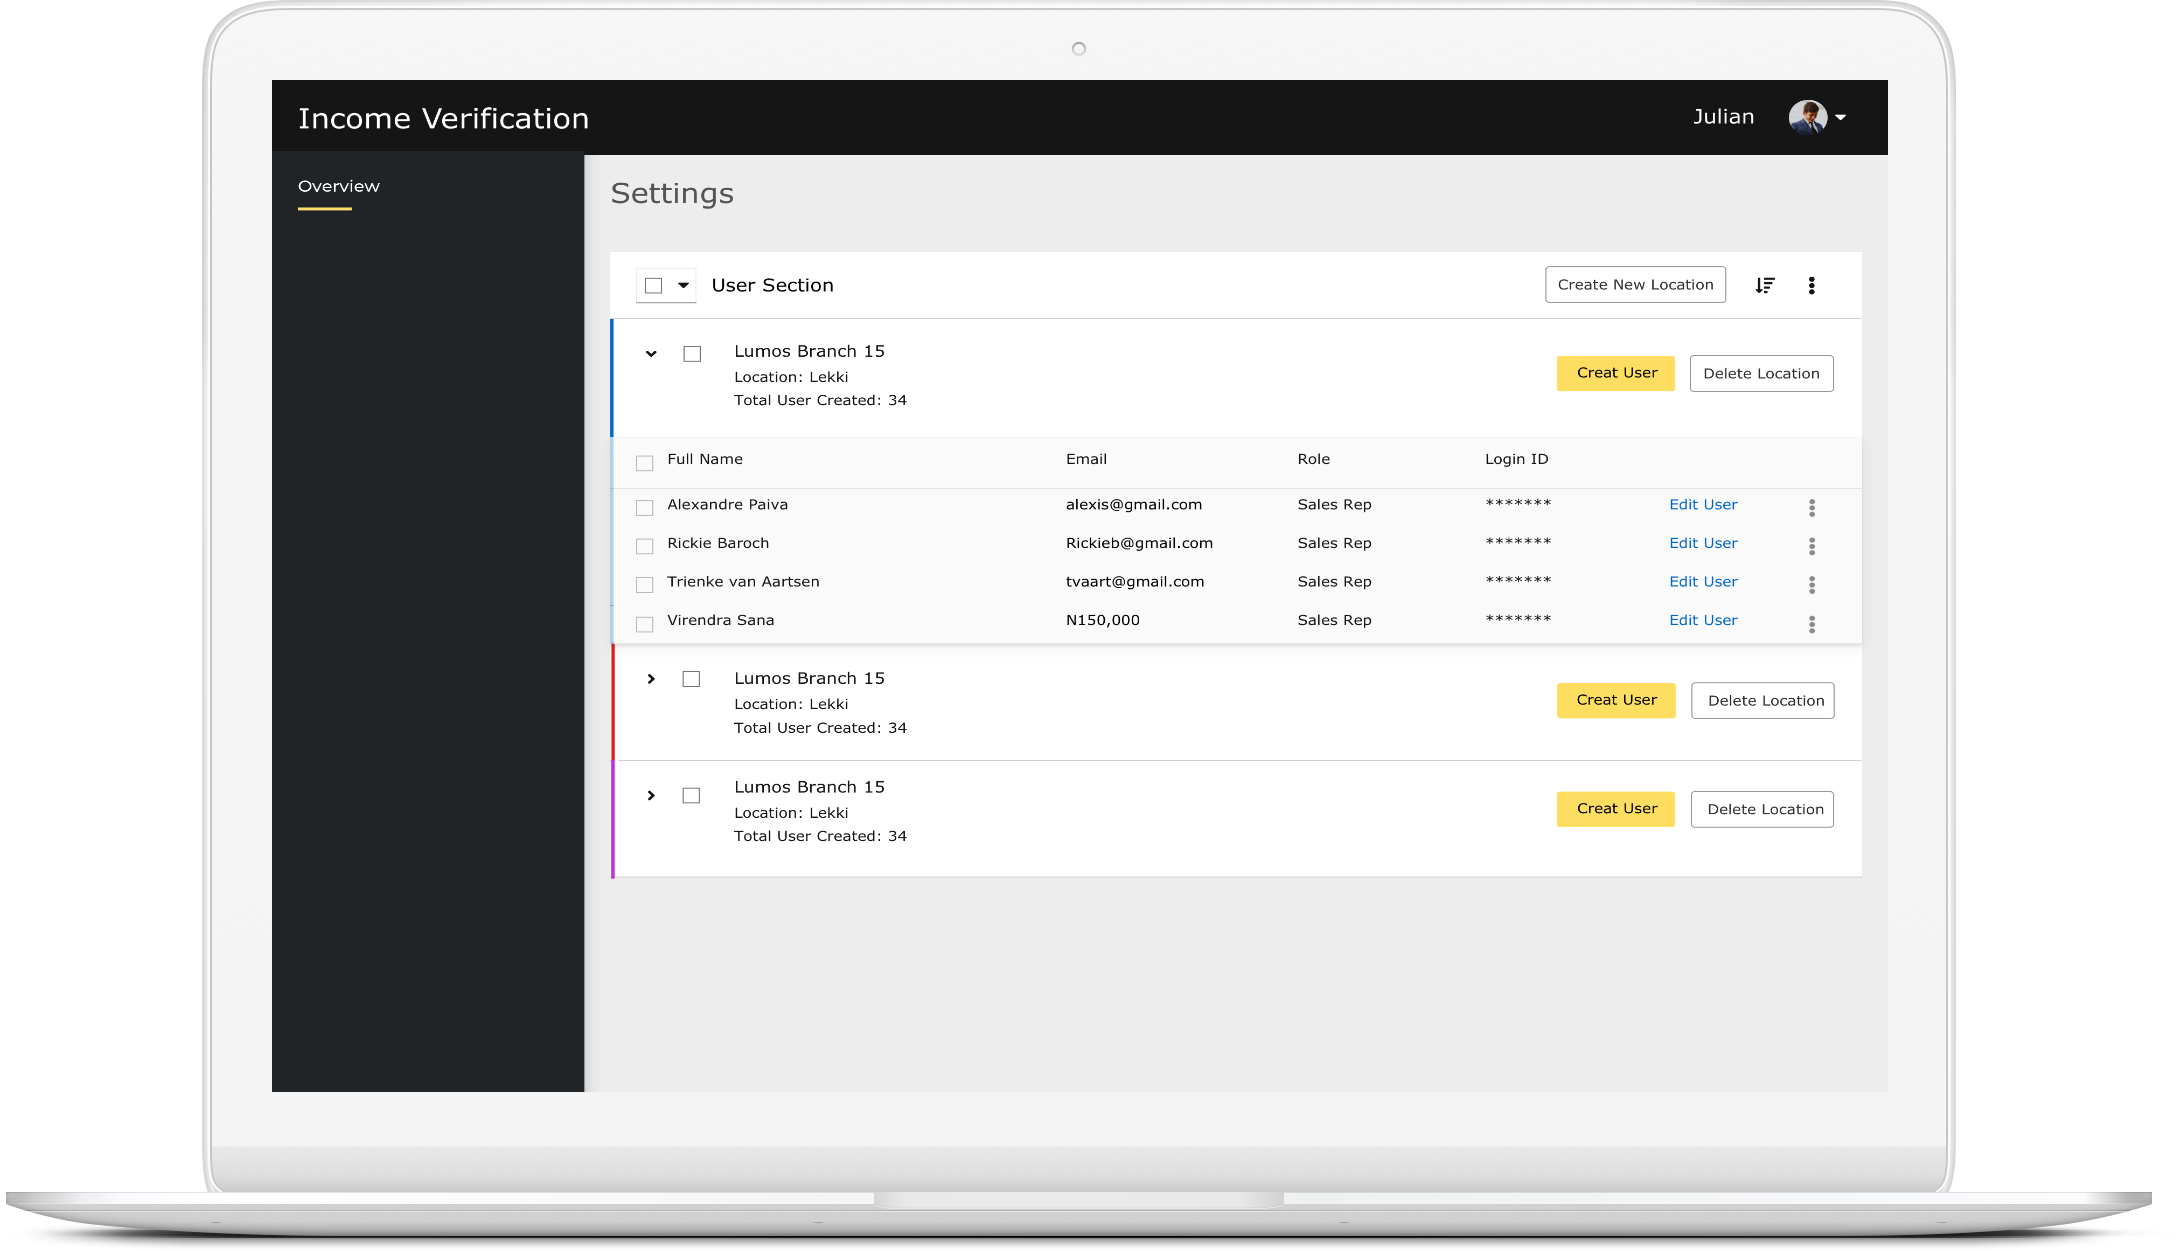 Income Verification
Julian
Overview
Settings
User Section
Create New Location
Lumos Branch 15
Location: Lekki
Total User Created: 34
Creat User
Delete Location
Full Name Email Role Login ID
Alexandre Paiva alexis@gmail.com Sales Rep ******* Edit User
Rickie Baroch Rickieb@gmail.com Sales Rep ******* Edit User
Trienke van Aartsen tvaart@gmail.com Sales Rep ******* Edit User
Virendra Sana N150,000 Sales Rep ******* Edit User
Lumos Branch 15
Location: Lekki
Total User Created: 34
Creat User
Delete Location
Lumos Branch 15
Location: Lekki
Total User Created: 34
Creat User
Delete Location